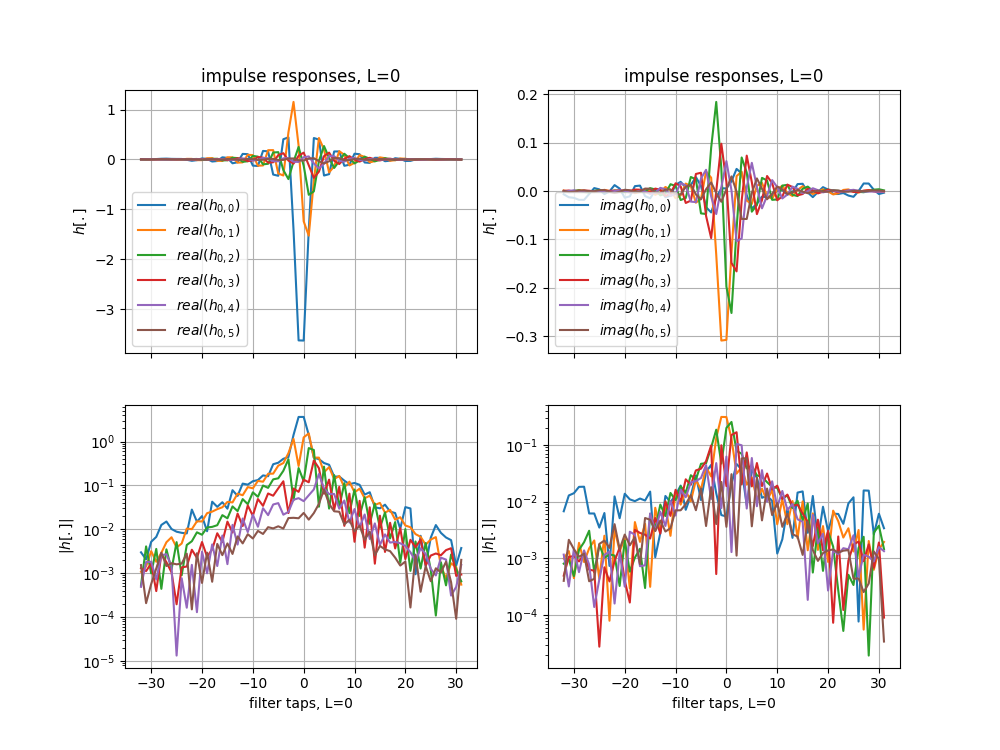 impulse responses, L=0
1
0
−1
−2
−3
h[.]
real(h0,0)
real(h0,1)
real(h0,2)
real(h0,3)
real(h0,4)
real(h0,5)
impulse responses, L=0
0.2
0.1
0.0
−0.1
−0.2
−0.3
h[.]
imag(h0,0)
imag(h0,1)
imag(h0,2)
imag(h0,3)
imag(h0,4)
imag(h0,5)
10^0
10^−1
10^−2
10^−3
10^−4
10^−5
|h[.]|
−30 −20 −10 0 10 20 30
filter taps, L=0
10^−1
10^−2
10^−3
10^−4
|h[.]|
−30 −20 −10 0 10 20 30
filter taps, L=0